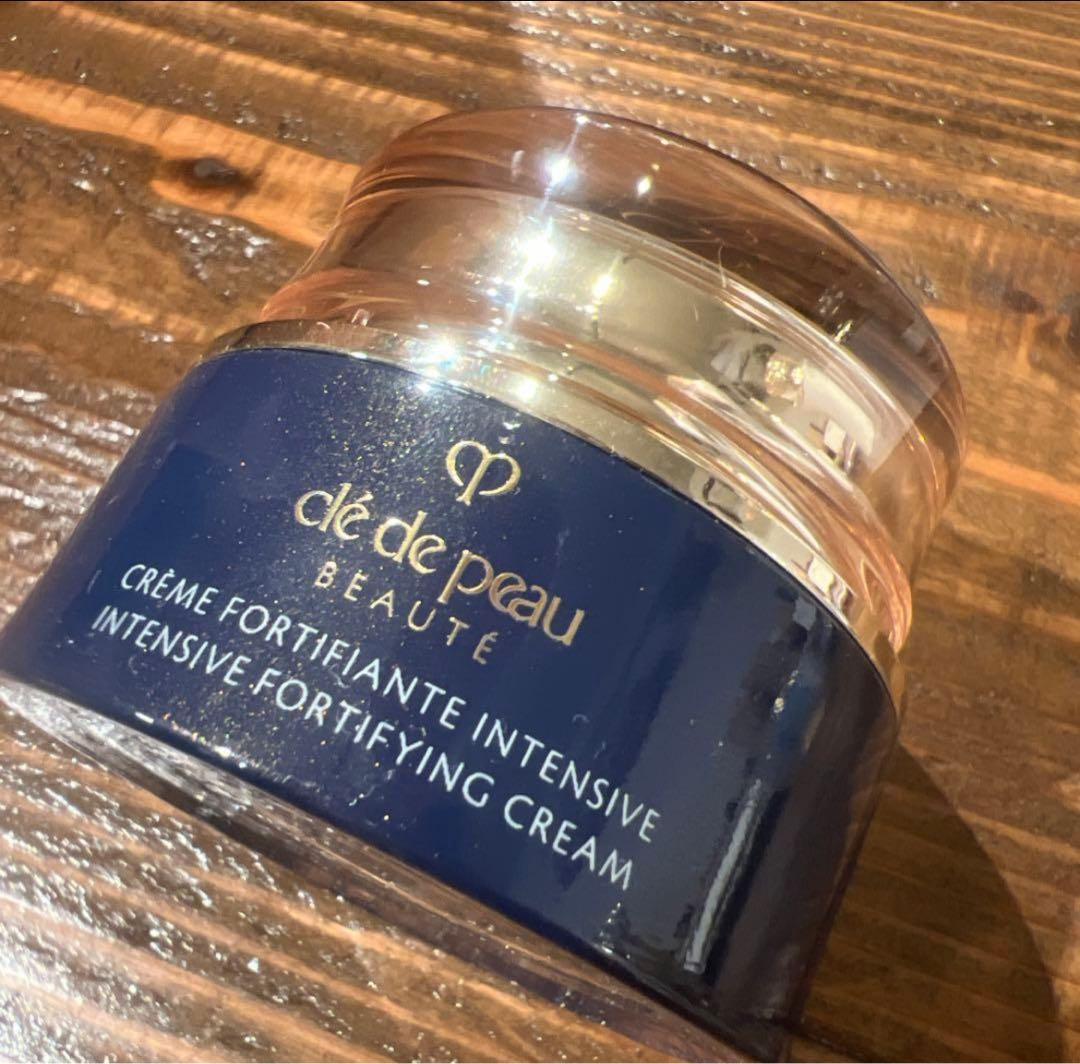 clé de peau
BEAUTÉ
CRÈME FORTIFIANTE INTENSIVE
INTENSIVE FORTIFYING CREAM